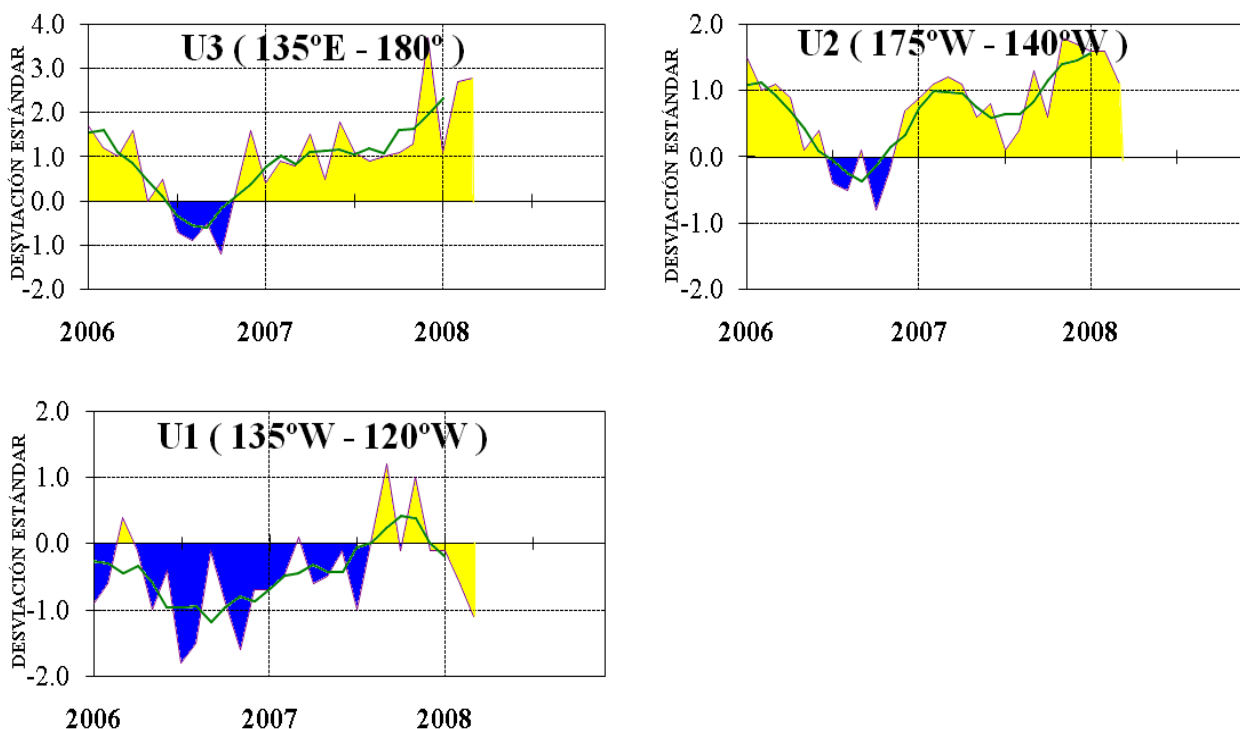 U3 ( 135ºE - 180º )
DESVIACIÓN ESTÁNDAR
4.0
3.0
2.0
1.0
0.0
-1.0
-2.0
2006 2007 2008
U2 ( 175ºW - 140ºW )
DESVIACIÓN ESTÁNDAR
2.0
1.0
0.0
-1.0
-2.0
2006 2007 2008
U1 ( 135ºW - 120ºW )
DESVIACIÓN ESTÁNDAR
2.0
1.0
0.0
-1.0
-2.0
2006 2007 2008